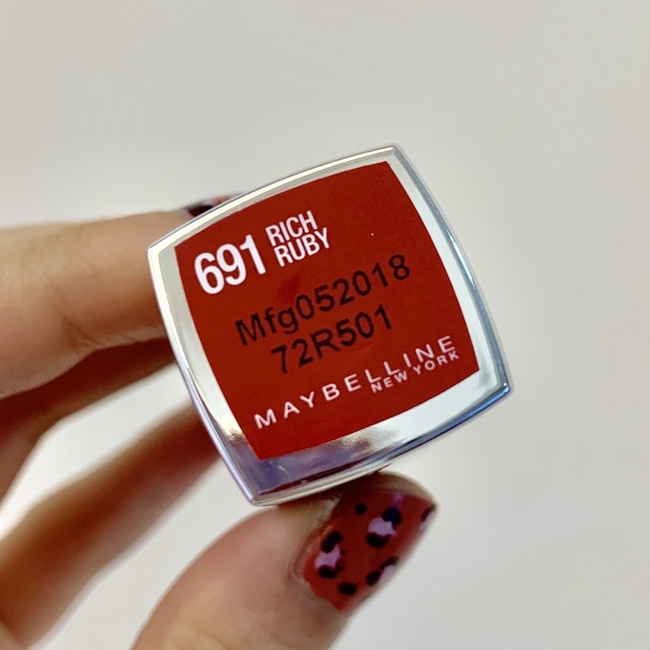 691 RICH
RUBY
Mfg052018
72R501
MAYBELLINE
NEW YORK